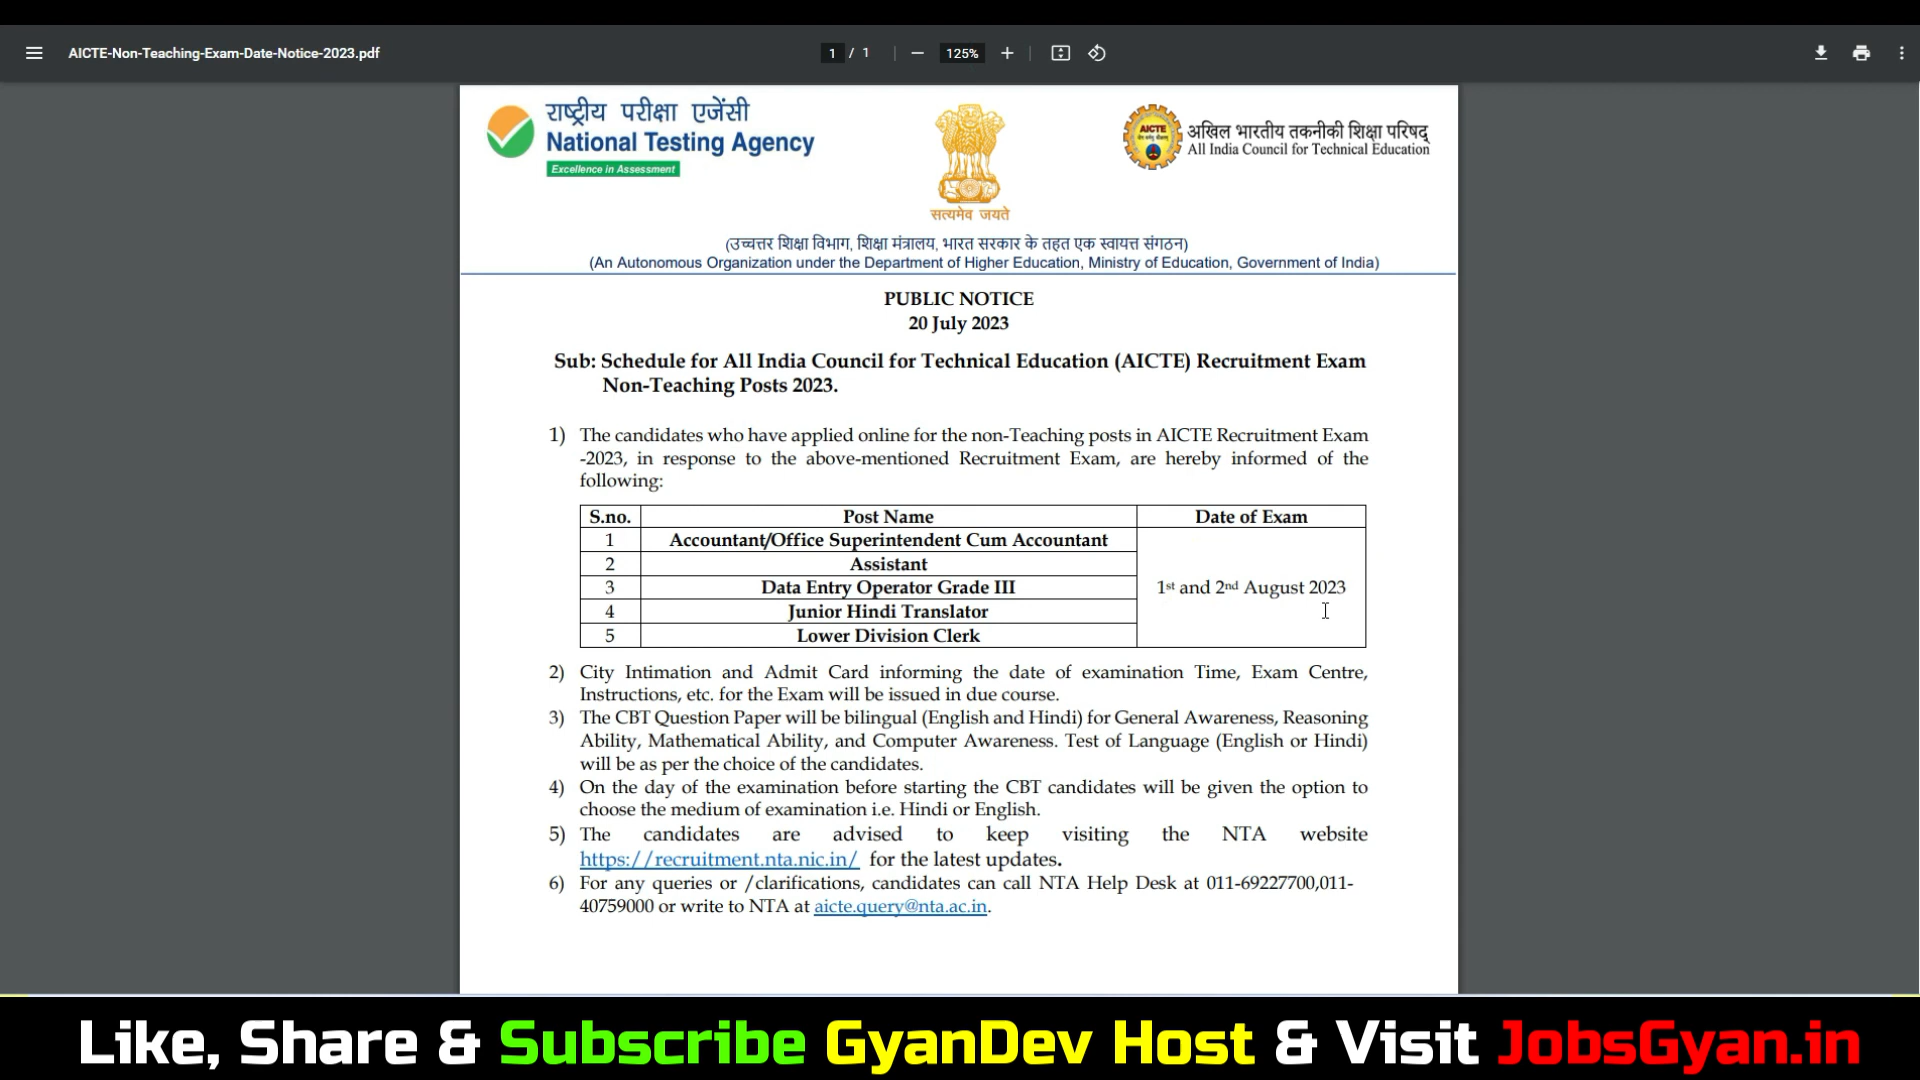 AICTE-Non-Teaching-Exam-Date-Notice-2023.pdf
1 / 1
125%
राष्ट्रीय परीक्षा एजेंसी
National Testing Agency
Excellence in Assessment
सत्यमेव जयते
AICTE
अखिल भारतीय तकनीकी शिक्षा परिषद्
All India Council for Technical Education
(उच्चत्तर शिक्षा विभाग, शिक्षा मंत्रालय, भारत सरकार के तहत एक स्वायत्त संगठन)
(An Autonomous Organization under the Department of Higher Education, Ministry of Education, Government of India)
PUBLIC NOTICE
20 July 2023
Sub: Schedule for All India Council for Technical Education (AICTE) Recruitment Exam
Non-Teaching Posts 2023.
1) The candidates who have applied online for the non-Teaching posts in AICTE Recruitment Exam
-2023, in response to the above-mentioned Recruitment Exam, are hereby informed of the
following:
S.no. Post Name Date of Exam
1 Accountant/Office Superintendent Cum Accountant
2 Assistant
3 Data Entry Operator Grade III 1st and 2nd August 2023
4 Junior Hindi Translator
5 Lower Division Clerk
2) City Intimation and Admit Card informing the date of examination Time, Exam Centre,
Instructions, etc. for the Exam will be issued in due course.
3) The CBT Question Paper will be bilingual (English and Hindi) for General Awareness, Reasoning
Ability, Mathematical Ability, and Computer Awareness. Test of Language (English or Hindi)
will be as per the choice of the candidates.
4) On the day of the examination before starting the CBT candidates will be given the option to
choose the medium of examination i.e. Hindi or English.
5) The candidates are advised to keep visiting the NTA website
https://recruitment.nta.nic.in/ for the latest updates.
6) For any queries or /clarifications, candidates can call NTA Help Desk at 011-69227700,011-
40759000 or write to NTA at aicte.query@nta.ac.in.
Like, Share & Subscribe GyanDev Host & Visit JobsGyan.in